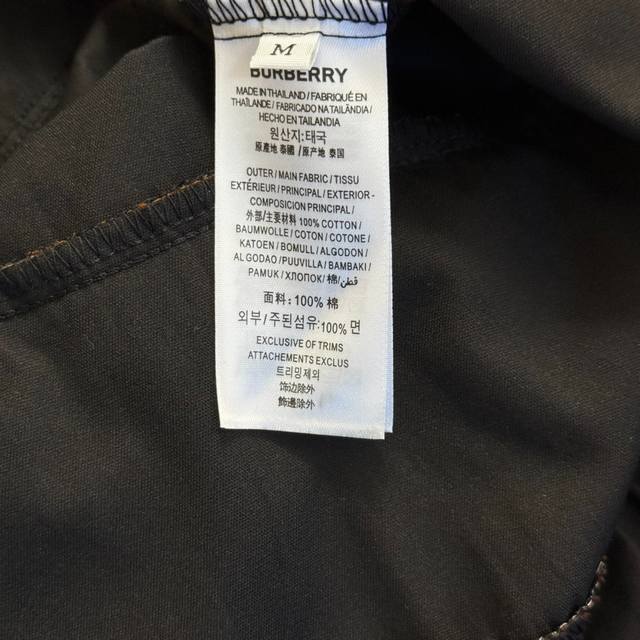 M
BURBERRY
MADE IN THAILAND / FABRIQUÉ EN
THAÏLANDE / FABRICADO NA TAILÂNDIA /
HECHO EN TAILANDIA
원산지:태국
原產地 泰國 /原产地 泰国
OUTER / MAIN FABRIC / TISSU
EXTÉRIEUR / PRINCIPAL / EXTERIOR -
COMPOSICION PRINCIPAL /
外部/主要材料 100% COTTON /
BAUMWOLLE / COTON / COTONE /
KATOEN / BOMULL / ALGODON /
ALGODAO / PUUVILLA / BAMBAKI /
PAMUK / ХЛОПОК / 棉/ قطن/
面料: 100% 棉
외부 / 주된섬유:100% 면
EXCLUSIVE OF TRIMS
ATTACHEMENTS EXCLUS
트리밍제외
饰边除外
飾邊除外